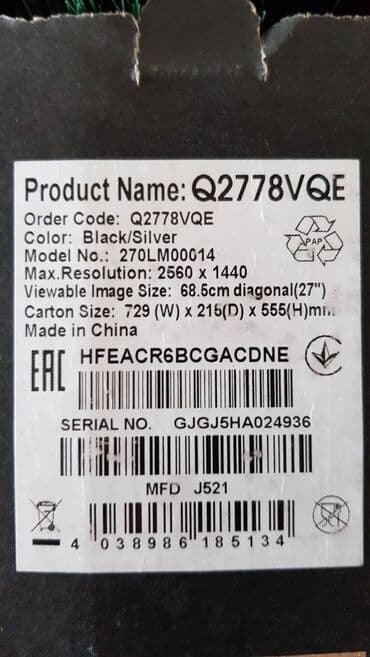 Product Name: Q2778VQE
Order Code: Q2778VQE
Color: Black/Silver
Model No.: 270LM00014
Max.Resolution: 2560 x 1440
Viewable Image Size: 68.5cm diagonal(27")
Carton Size: 729 (W) x 215(D) x 555(H)mm
Made in China
PAP
EAC HFEACR6BCGACDNE
SERIAL NO. GJGJ5HA024936
MFD J521
4 038986 185134